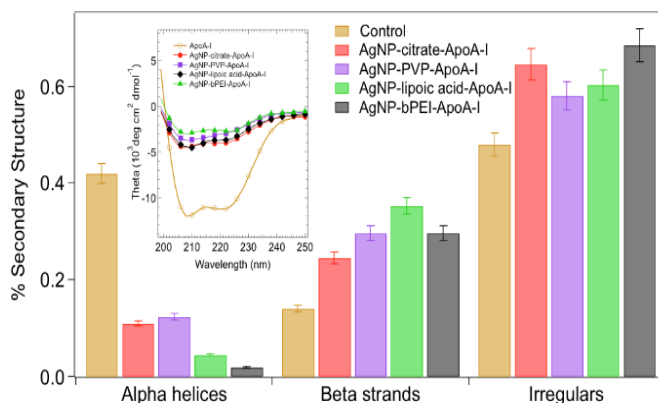 % Secondary Structure
0.6
0.4
0.2
0.0
Alpha helices
Beta strands
Irregulars
Control
AgNP-citrate-ApoA-I
AgNP-PVP-ApoA-I
AgNP-lipoic acid-ApoA-I
AgNP-bPEI-ApoA-I
Theta (10³ deg cm² dmol⁻¹)
5
0
-5
-10
200
210
220
230
240
250
Wavelength (nm)
ApoA-I
AgNP-citrate-ApoA-I
AgNP-PVP-ApoA-I
AgNP-lipoic acid-ApoA-I
AgNP-bPEI-ApoA-I